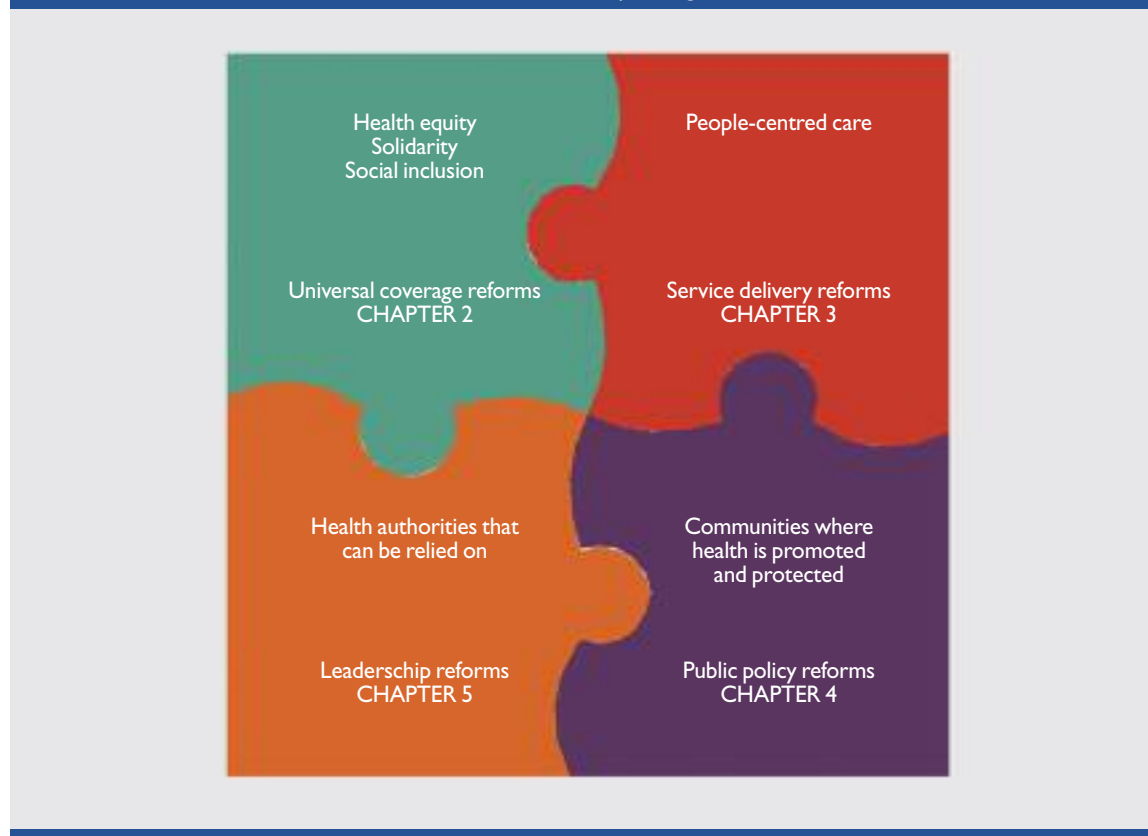 Health equity
Solidarity
Social inclusion
Universal coverage reforms
CHAPTER 2
People-centred care
Service delivery reforms
CHAPTER 3
Health authorities that
can be relied on
Leaderschip reforms
CHAPTER 5
Communities where
health is promoted
and protected
Public policy reforms
CHAPTER 4